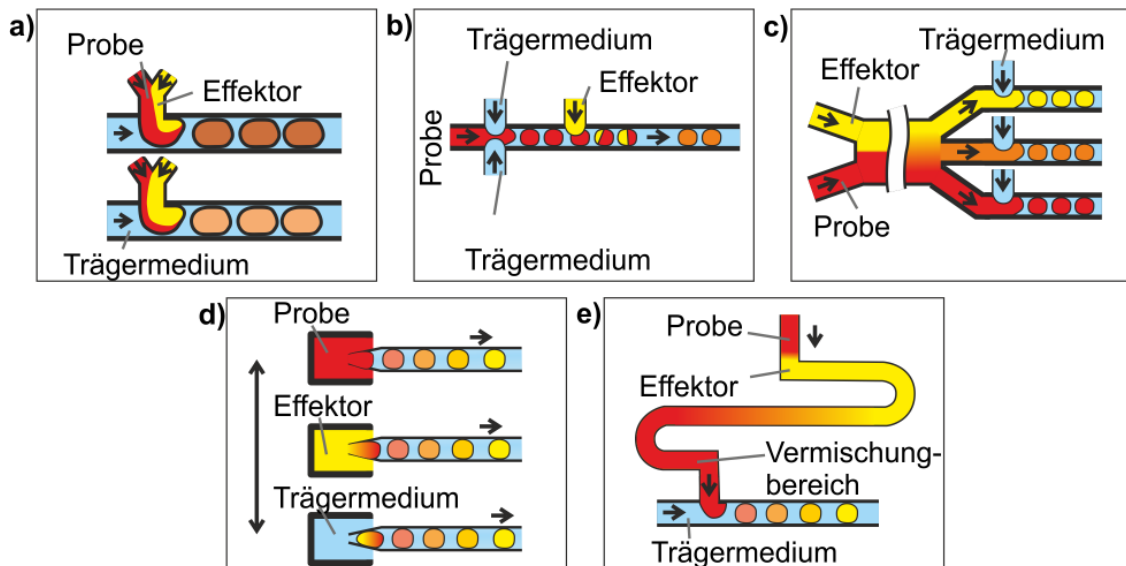 a)
Probe
Effektor
Trägermedium
b)
Trägermedium
Effektor
Probe
Trägermedium
c)
Trägermedium
Effektor
Probe
d)
Probe
Effektor
Trägermedium
e)
Probe
Effektor
Vermischung-
bereich
Trägermedium